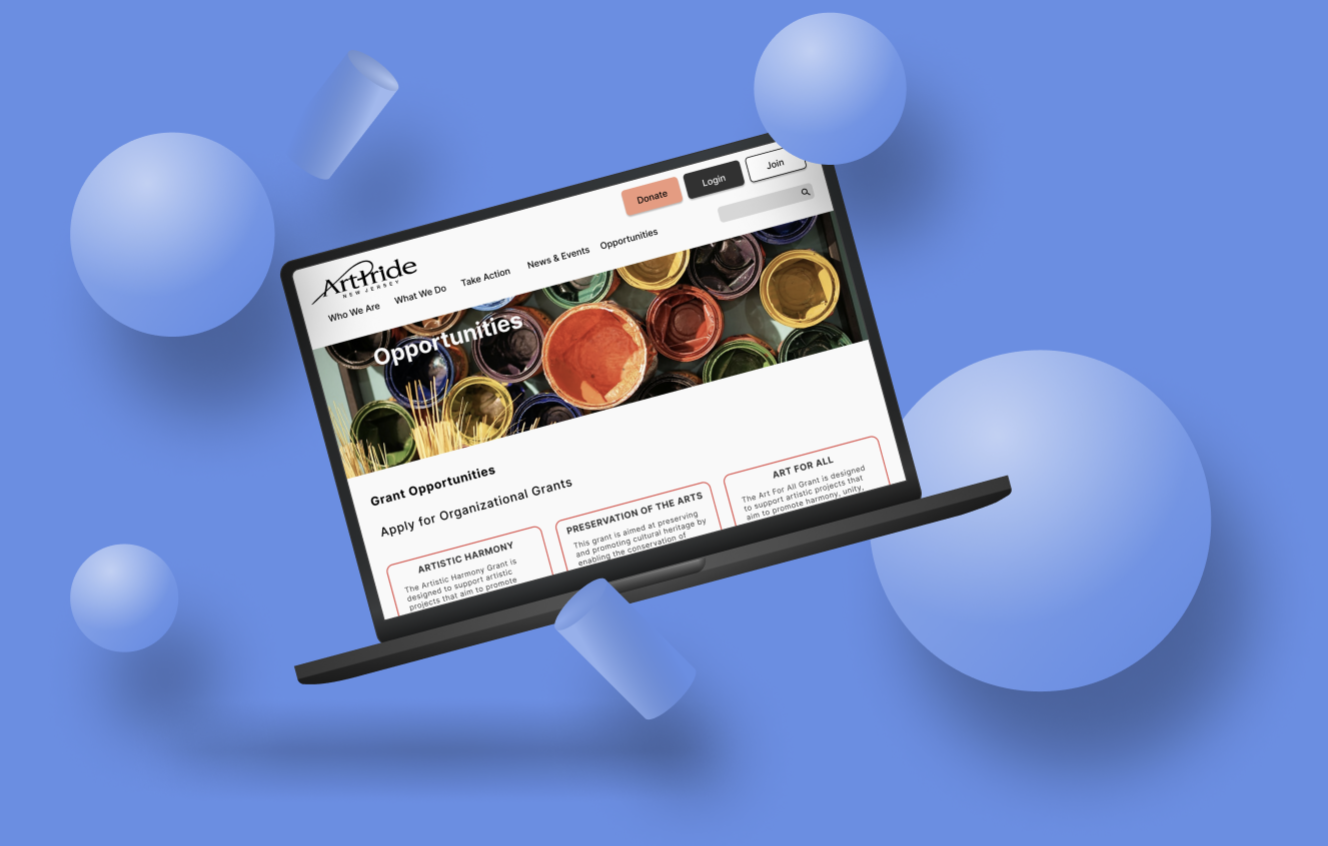 Donate
Login
Join
ArtPride
NEW JERSEY
Who We Are
What We Do
Take Action
News & Events
Opportunities
Opportunities
Grant Opportunities
Apply for Organizational Grants
ARTISTIC HARMONY
The Artistic Harmony Grant is
designed to support artistic
projects that aim to promote
PRESERVATION OF THE ARTS
This grant is aimed at preserving
and promoting cultural heritage by
enabling the conservation of
ART FOR ALL
The Art For All Grant is designed
to support artistic projects that
aim to promote harmony, unity,